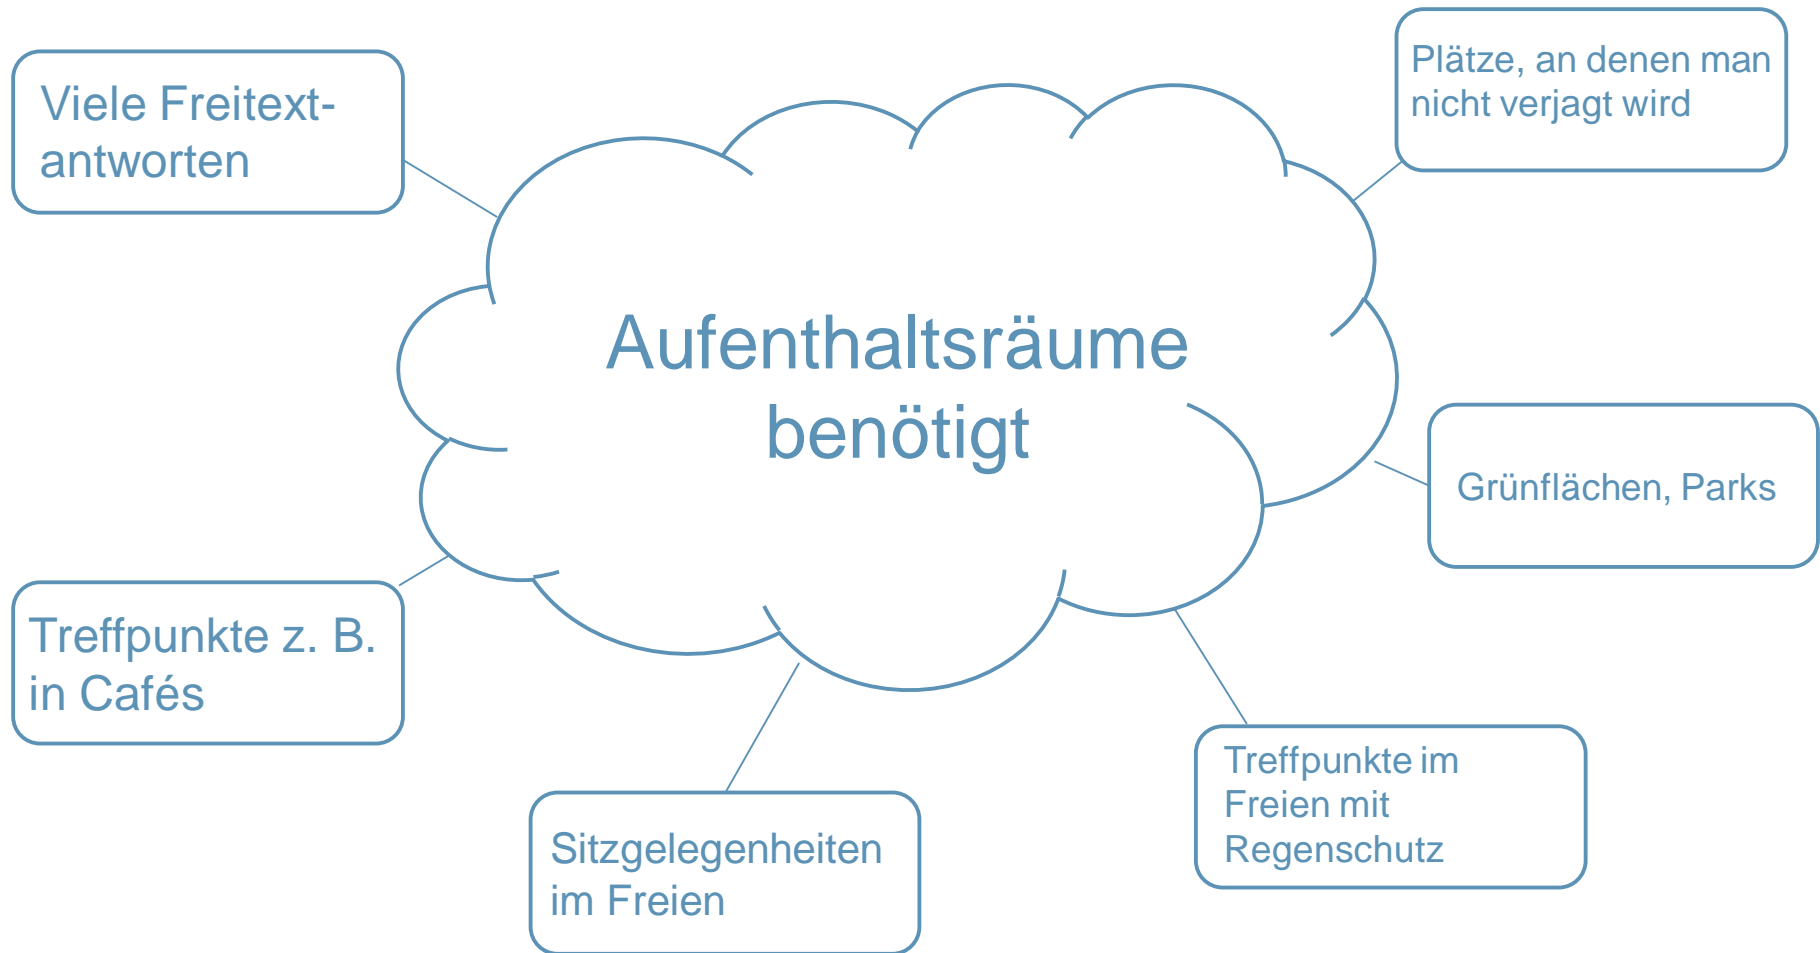 Viele Freitext-
antworten
Plätze, an denen man
nicht verjagt wird
Aufenthaltsräume
benötigt
Grünflächen, Parks
Treffpunkte z. B.
in Cafés
Sitzgelegenheiten
im Freien
Treffpunkte im
Freien mit
Regenschutz